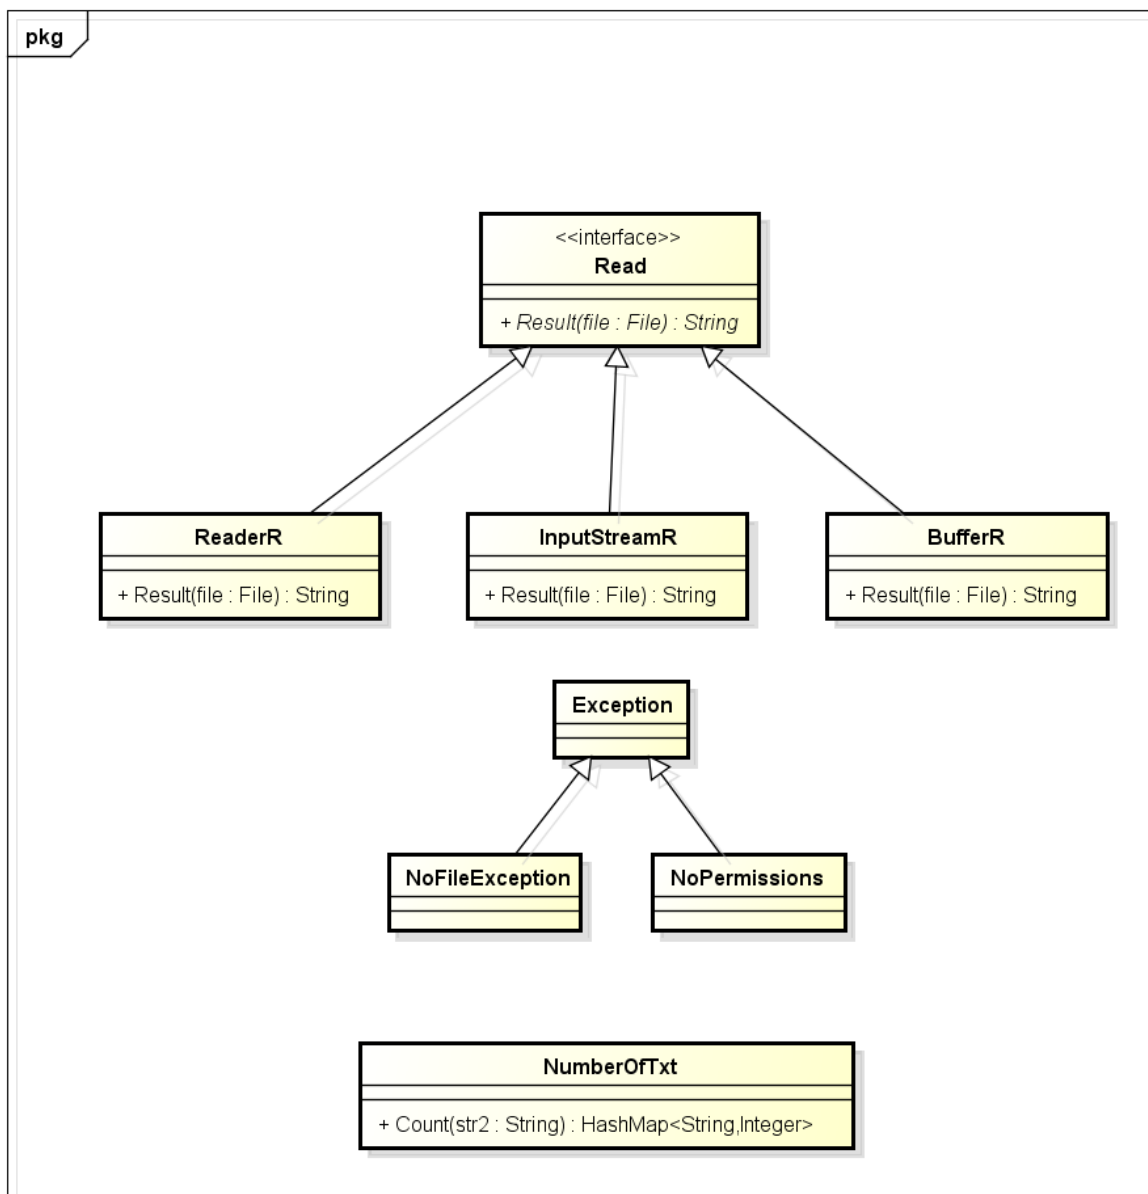 pkg
<<interface>>
Read
+ Result(file : File) : String
ReaderR
+ Result(file : File) : String
InputStreamR
+ Result(file : File) : String
BufferR
+ Result(file : File) : String
Exception
NoFileException
NoPermissions
NumberOfTxt
+ Count(str2 : String) : HashMap<String,Integer>